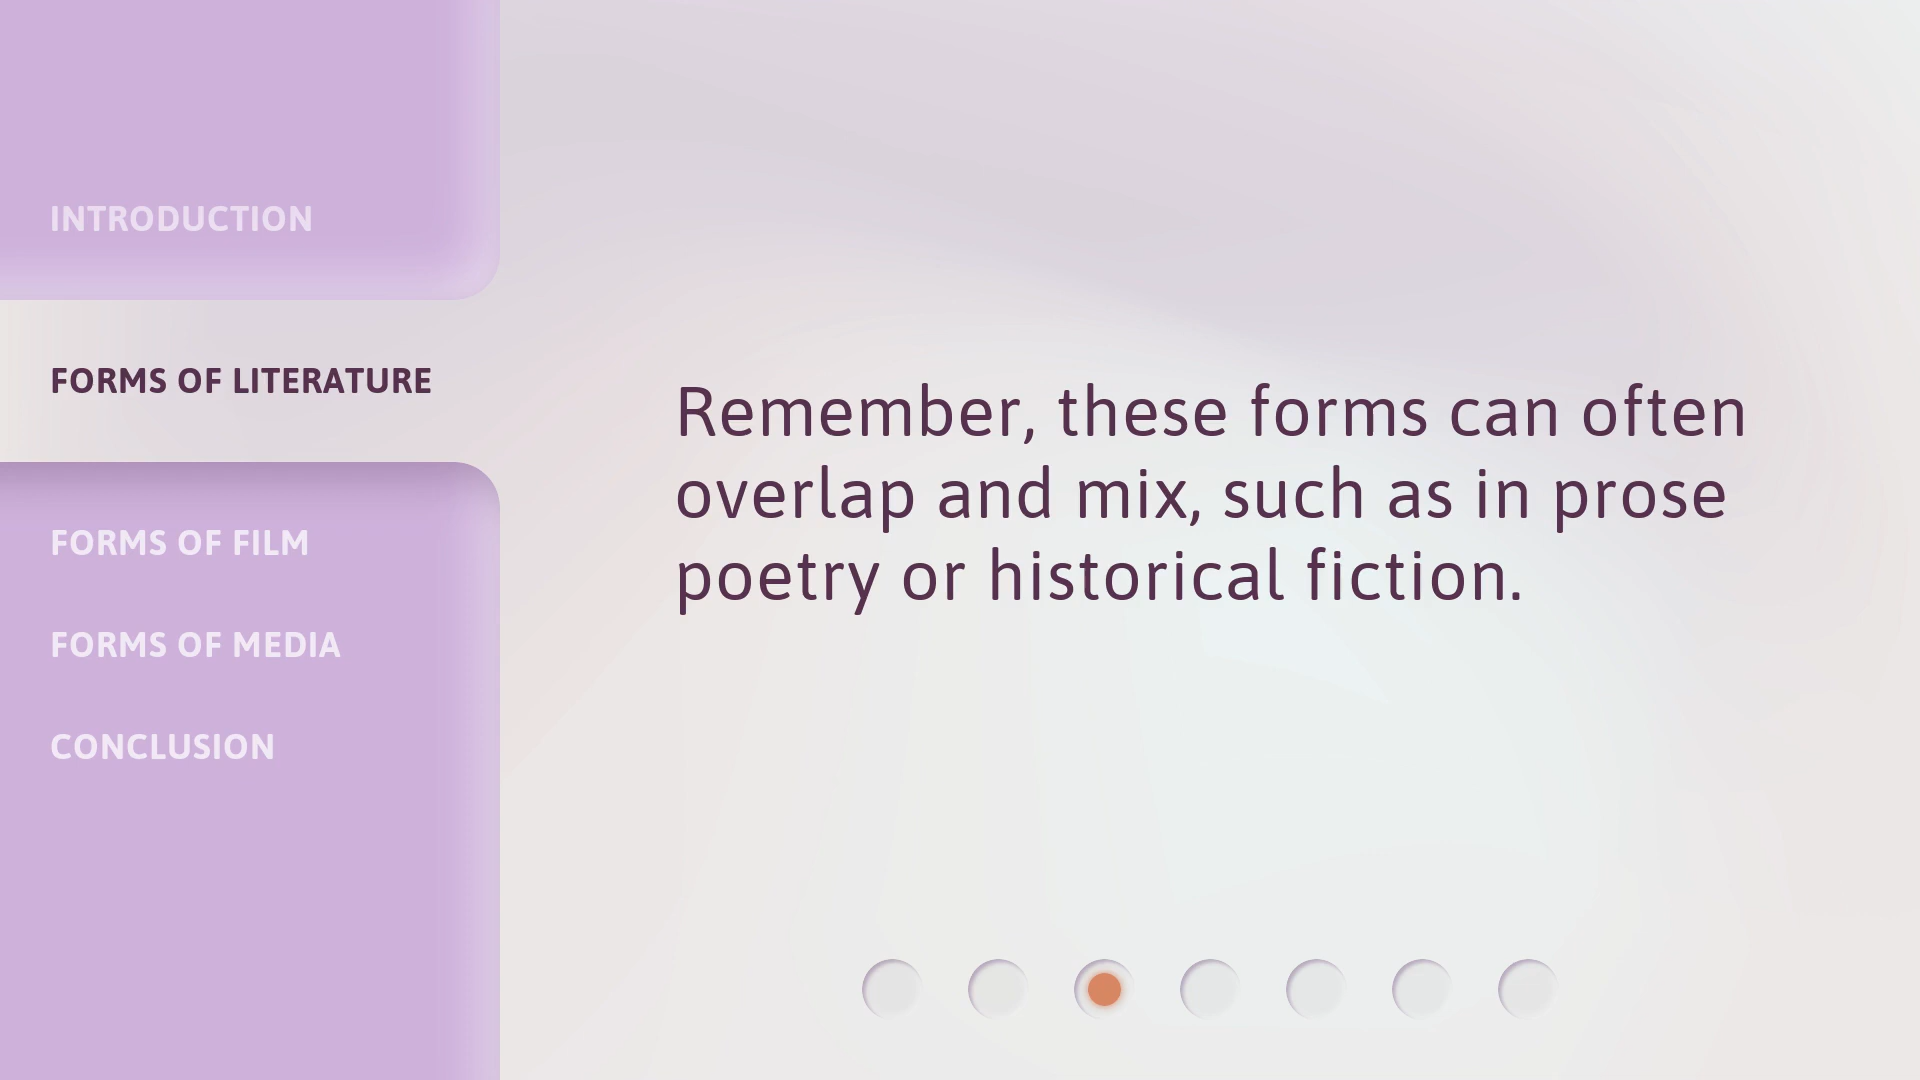 INTRODUCTION
FORMS OF LITERATURE
FORMS OF FILM
FORMS OF MEDIA
CONCLUSION
Remember, these forms can often
overlap and mix, such as in prose
poetry or historical fiction.